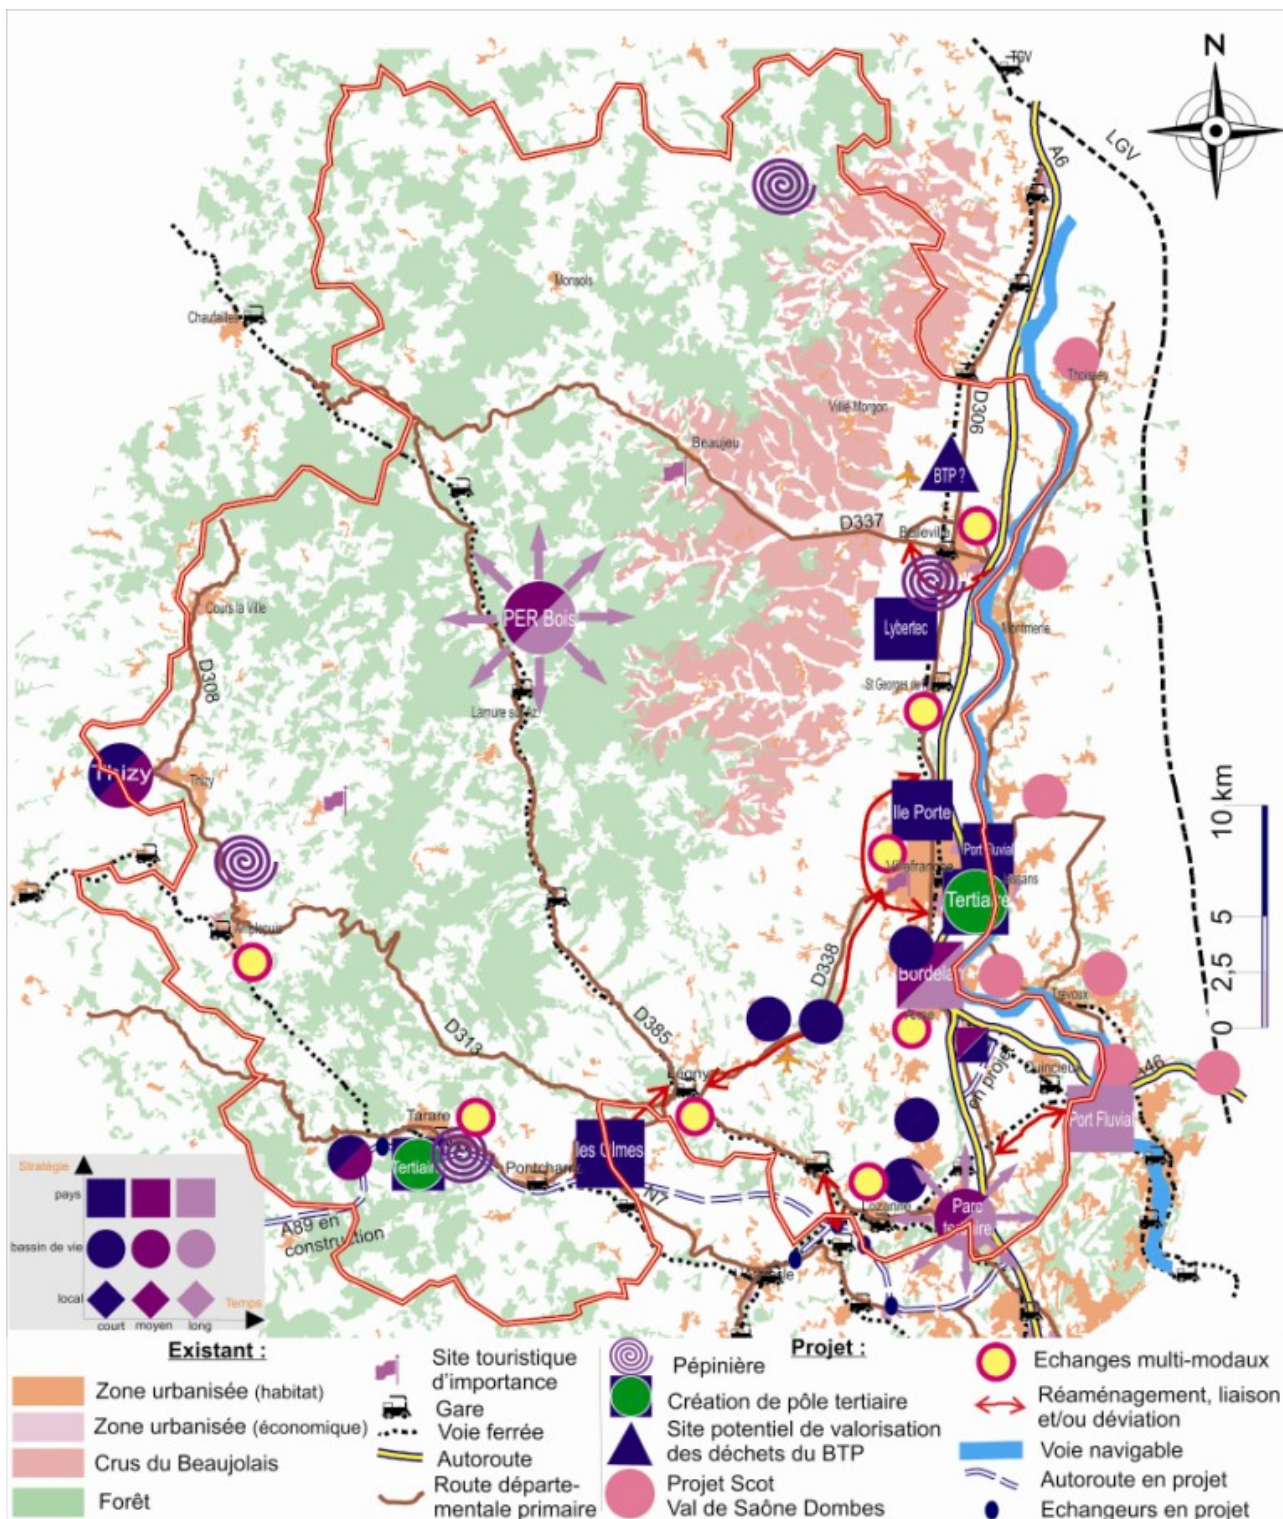 N
TGV
LGV
A6
Monsols
Chaufailles
Thoissey
Villié Morgon
D306
Beaujeu
BTP ?
D337
Belleville
PER Bois
Cours la Ville
Lybertec
Montmerle
D308
St Georges de
Lamure sur Az
Thizy
Thizy
10 km
5
2,5
0
Ile Porte
Port Fluvial
Villefranche
Tertiaire
Amplepuis
D338
Bordelan
Trévoux
Anse
D313
D385
Légny
en projet
Quincieux
A46
Port Fluvial
Tarare
les Olmes
Tertiaire
Pontcharra
N7
Lozanne
Parc
tertiaire
A89 en
construction
Stratégie
pays
bassin de vie
local
Temps
court moyen long
Existant :
Zone urbanisée (habitat)
Zone urbanisée (économique)
Crus du Beaujolais
Forêt
Site touristique
d'importance
Gare
Voie ferrée
Autoroute
Route départe-
mentale primaire
Projet :
Pépinière
Création de pôle tertiaire
Site potentiel de valorisation
des déchets du BTP
Projet Scot
Val de Saône Dombes
Echanges multi-modaux
Réaménagement, liaison
et/ou déviation
Voie navigable
Autoroute en projet
Echangeurs en projet